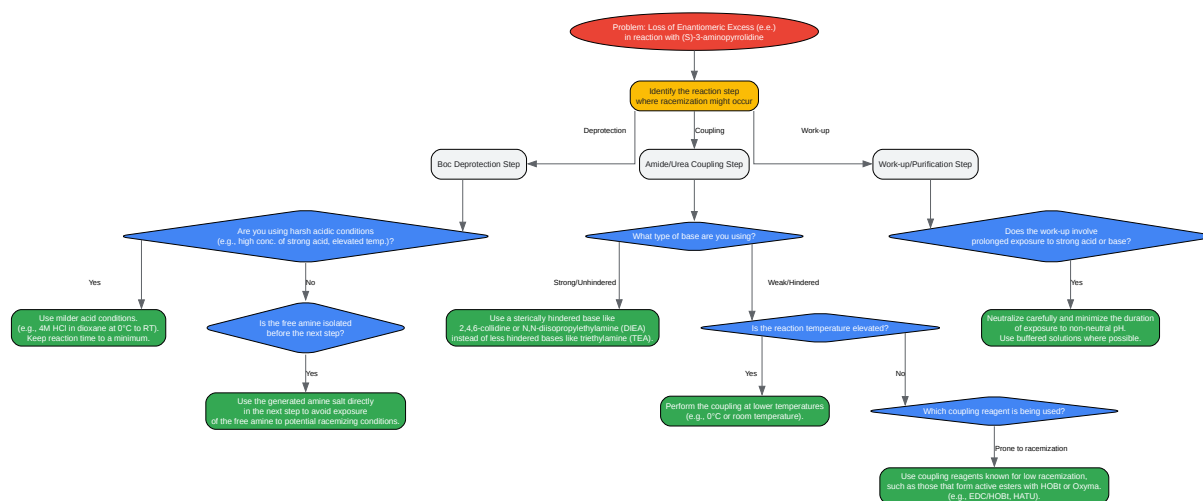 Problem: Loss of Enantiomeric Excess (e.e.)
in reaction with (S)-3-aminopyrrolidine
Identify the reaction step
where racemization might occur
Deprotection
Coupling
Work-up
Boc Deprotection Step
Amide/Urea Coupling Step
Work-up/Purification Step
Are you using harsh acidic conditions
(e.g., high conc. of strong acid, elevated temp.)?
What type of base are you using?
Does the work-up involve
prolonged exposure to strong acid or base?
Yes
No
Strong/Unhindered
Weak/Hindered
Yes
Use milder acid conditions.
(e.g., 4M HCl in dioxane at 0°C to RT).
Keep reaction time to a minimum.
Is the free amine isolated
before the next step?
Use a sterically hindered base like
2,4,6-collidine or N,N-diisopropylethylamine (DIEA)
instead of less hindered bases like triethylamine (TEA).
Is the reaction temperature elevated?
Neutralize carefully and minimize the duration
of exposure to non-neutral pH.
Use buffered solutions where possible.
Yes
Yes
No
Use the generated amine salt directly
in the next step to avoid exposure
of the free amine to potential racemizing conditions.
Perform the coupling at lower temperatures
(e.g., 0°C or room temperature).
Which coupling reagent is being used?
Prone to racemization
Use coupling reagents known for low racemization,
such as those that form active esters with HOBt or Oxyma.
(e.g., EDC/HOBt, HATU).